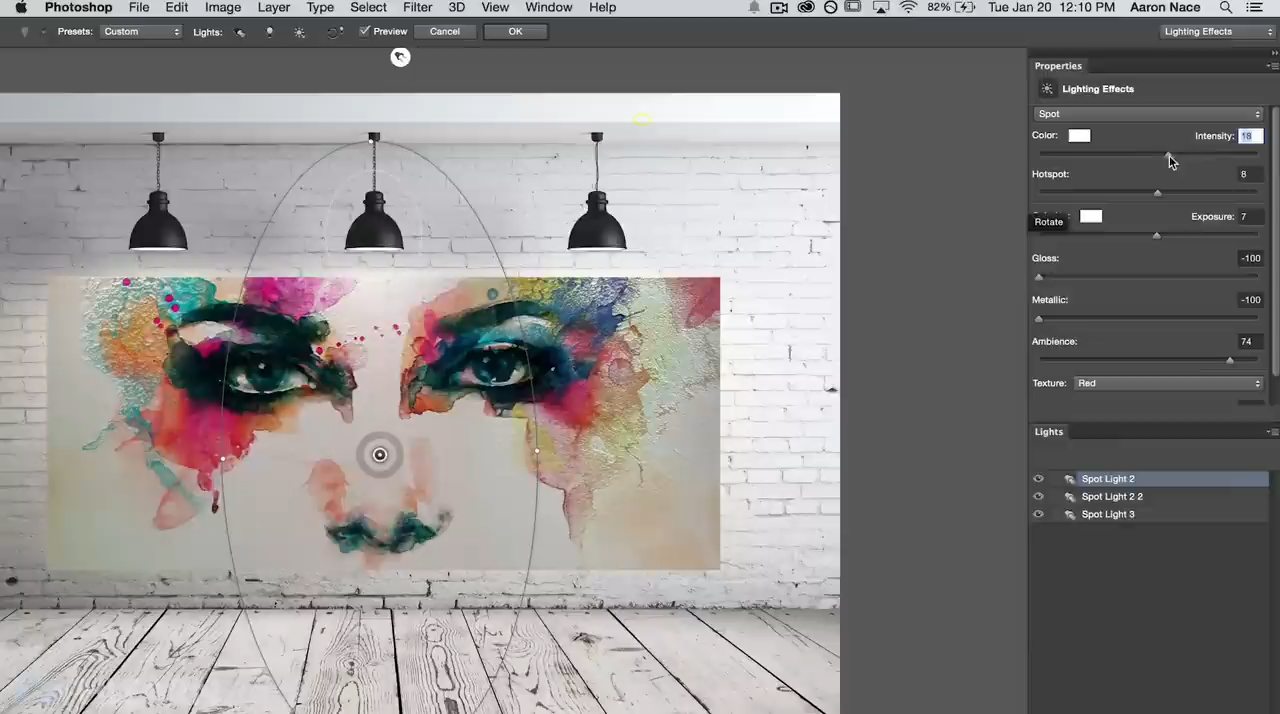 Photoshop File Edit Image Layer Type Select Filter 3D View Window Help 82% Tue Jan 20 12:10 PM Aaron Nace
Presets: Custom Lights: Preview Cancel OK Lighting Effects
Properties
Lighting Effects
Spot
Color: Intensity: 18
Hotspot: 8
Rotate Exposure: 7
Gloss: -100
Metallic: -100
Ambience: 74
Texture: Red
Lights
Spot Light 2
Spot Light 2 2
Spot Light 3